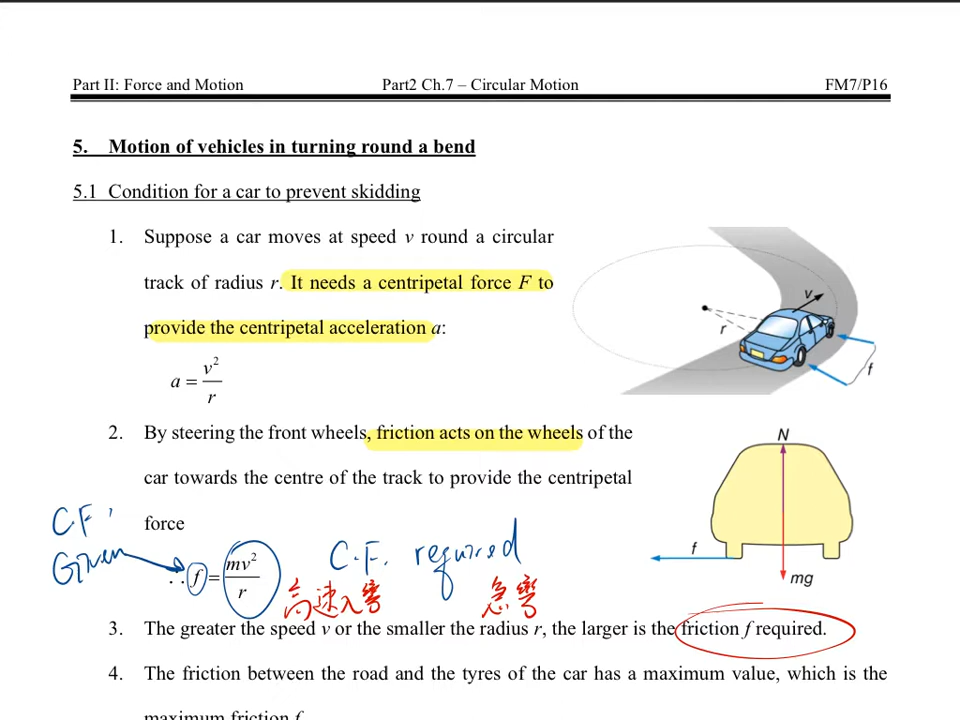 Part II: Force and Motion Part2 Ch.7 – Circular Motion FM7/P16
5. Motion of vehicles in turning round a bend
5.1 Condition for a car to prevent skidding
1. Suppose a car moves at speed v round a circular
track of radius r. It needs a centripetal force F to
provide the centripetal acceleration a:
a = v²/r
v
r
f
2. By steering the front wheels, friction acts on the wheels of the
car towards the centre of the track to provide the centripetal
force
N
f
mg
C.F.
Given
∴ f = mv²/r
C.F. required
高速入彎 急彎
3. The greater the speed v or the smaller the radius r, the larger is the friction f required.
4. The friction between the road and the tyres of the car has a maximum value, which is the
maximum friction f